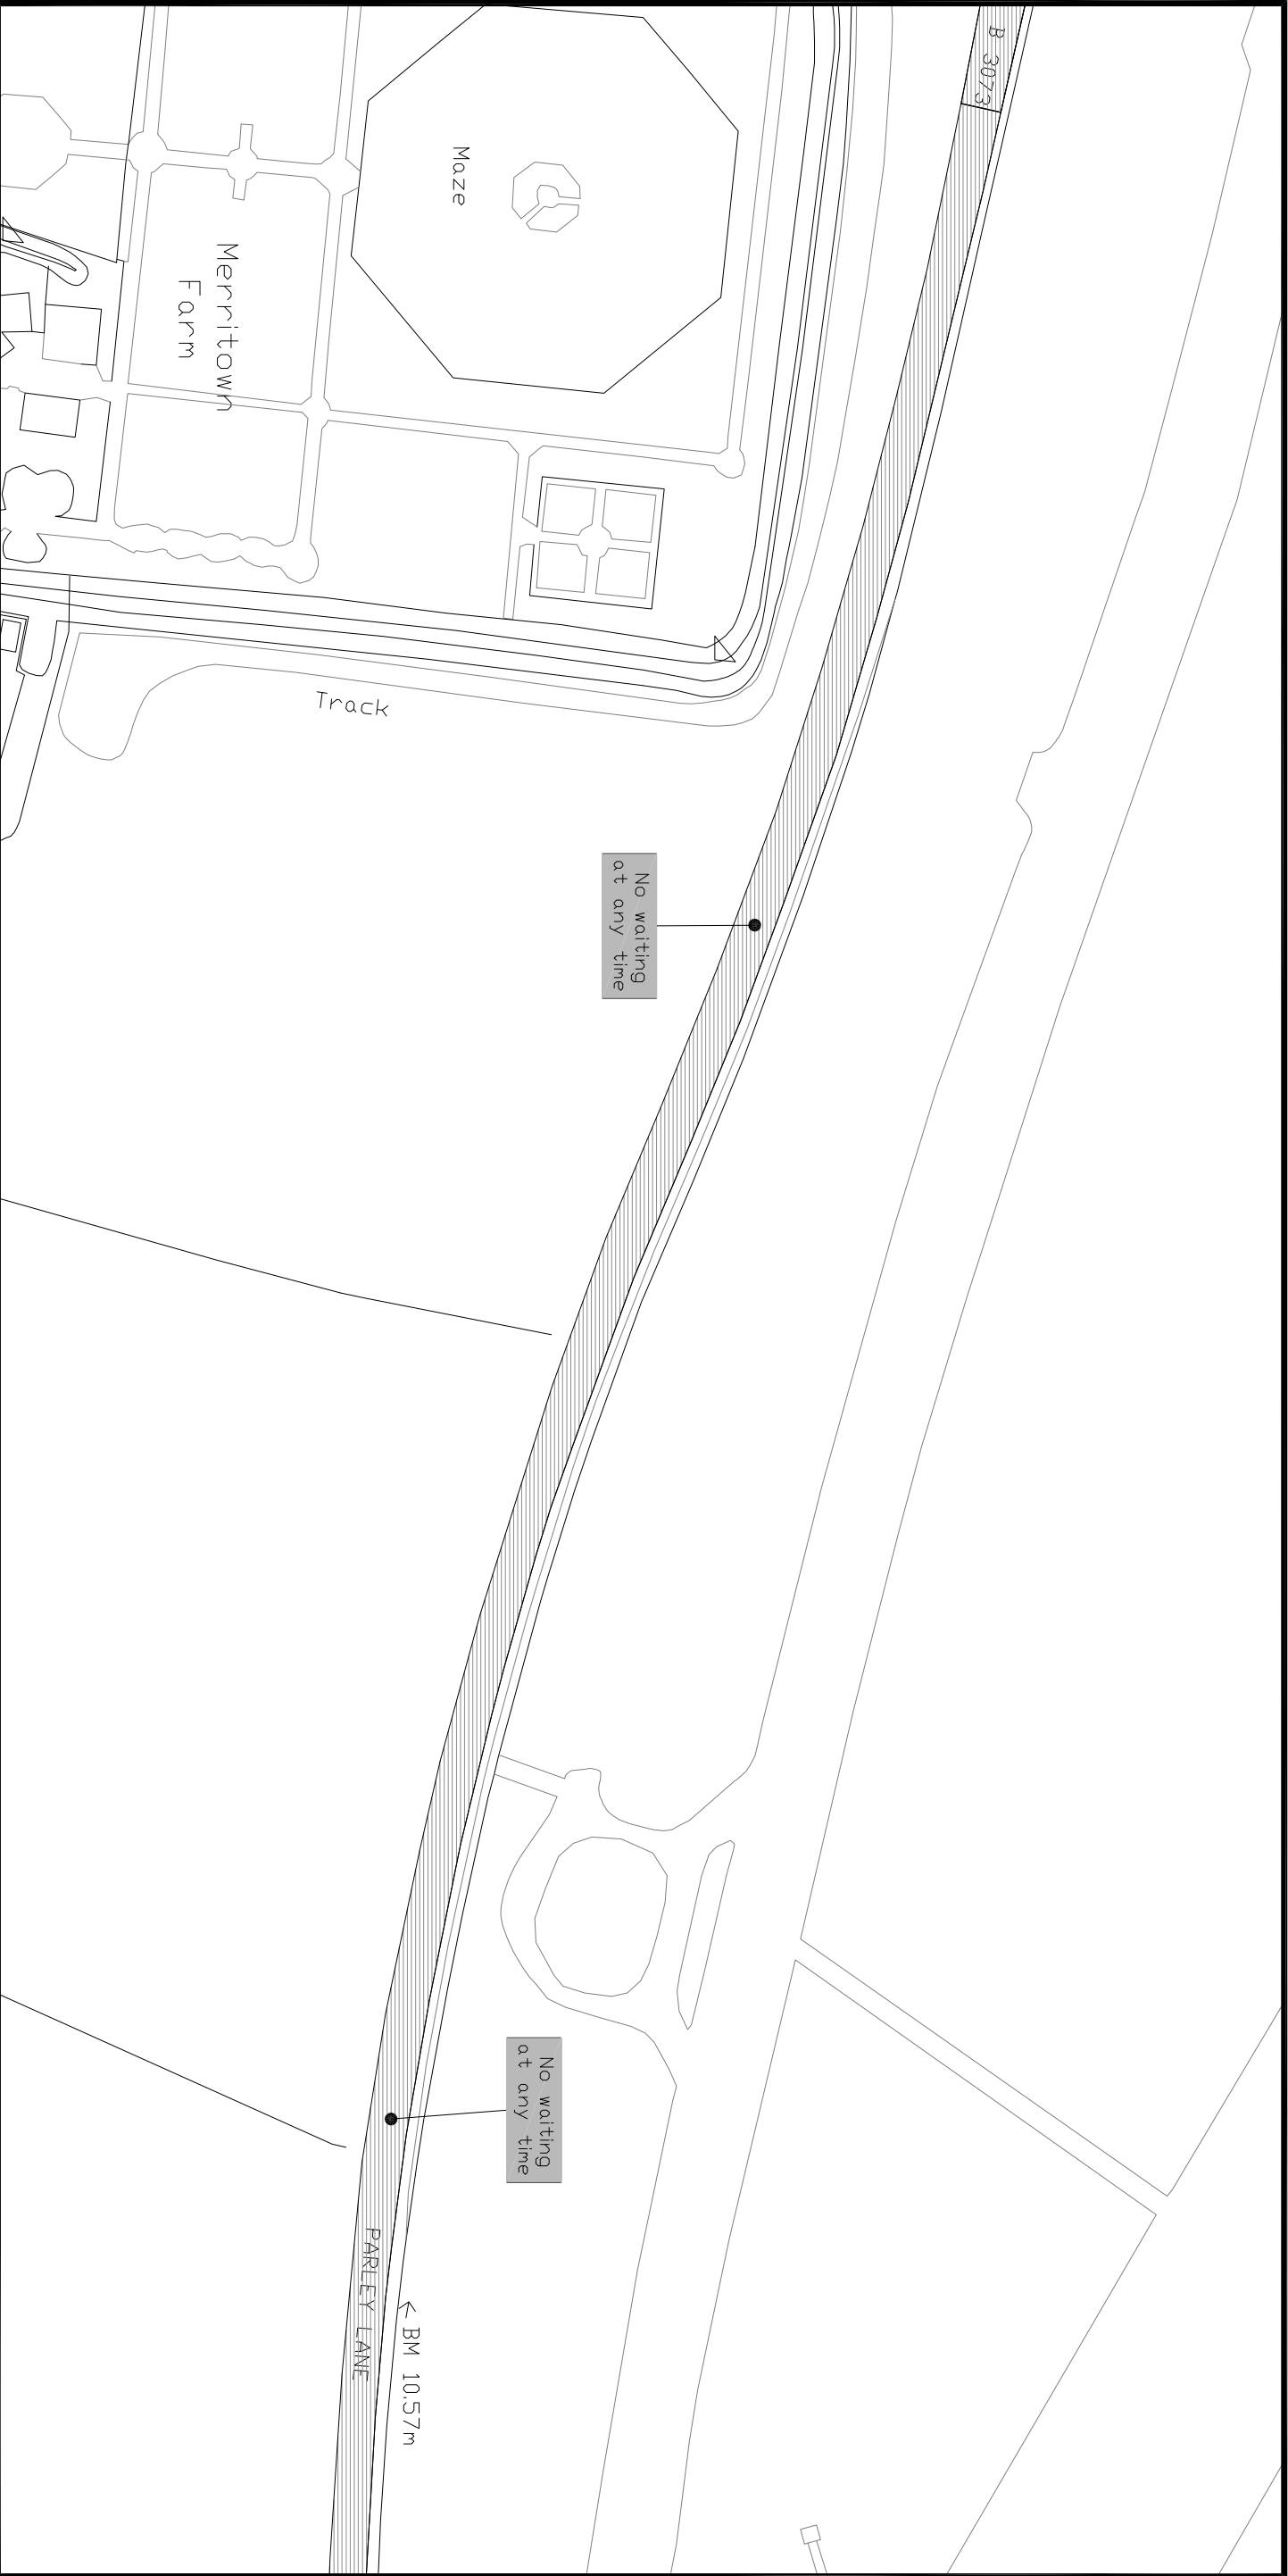 B 3073
Maze
Merritown
Farm
Track
No waiting
at any time
No waiting
at any time
PARLEY LANE
BM 10.57m